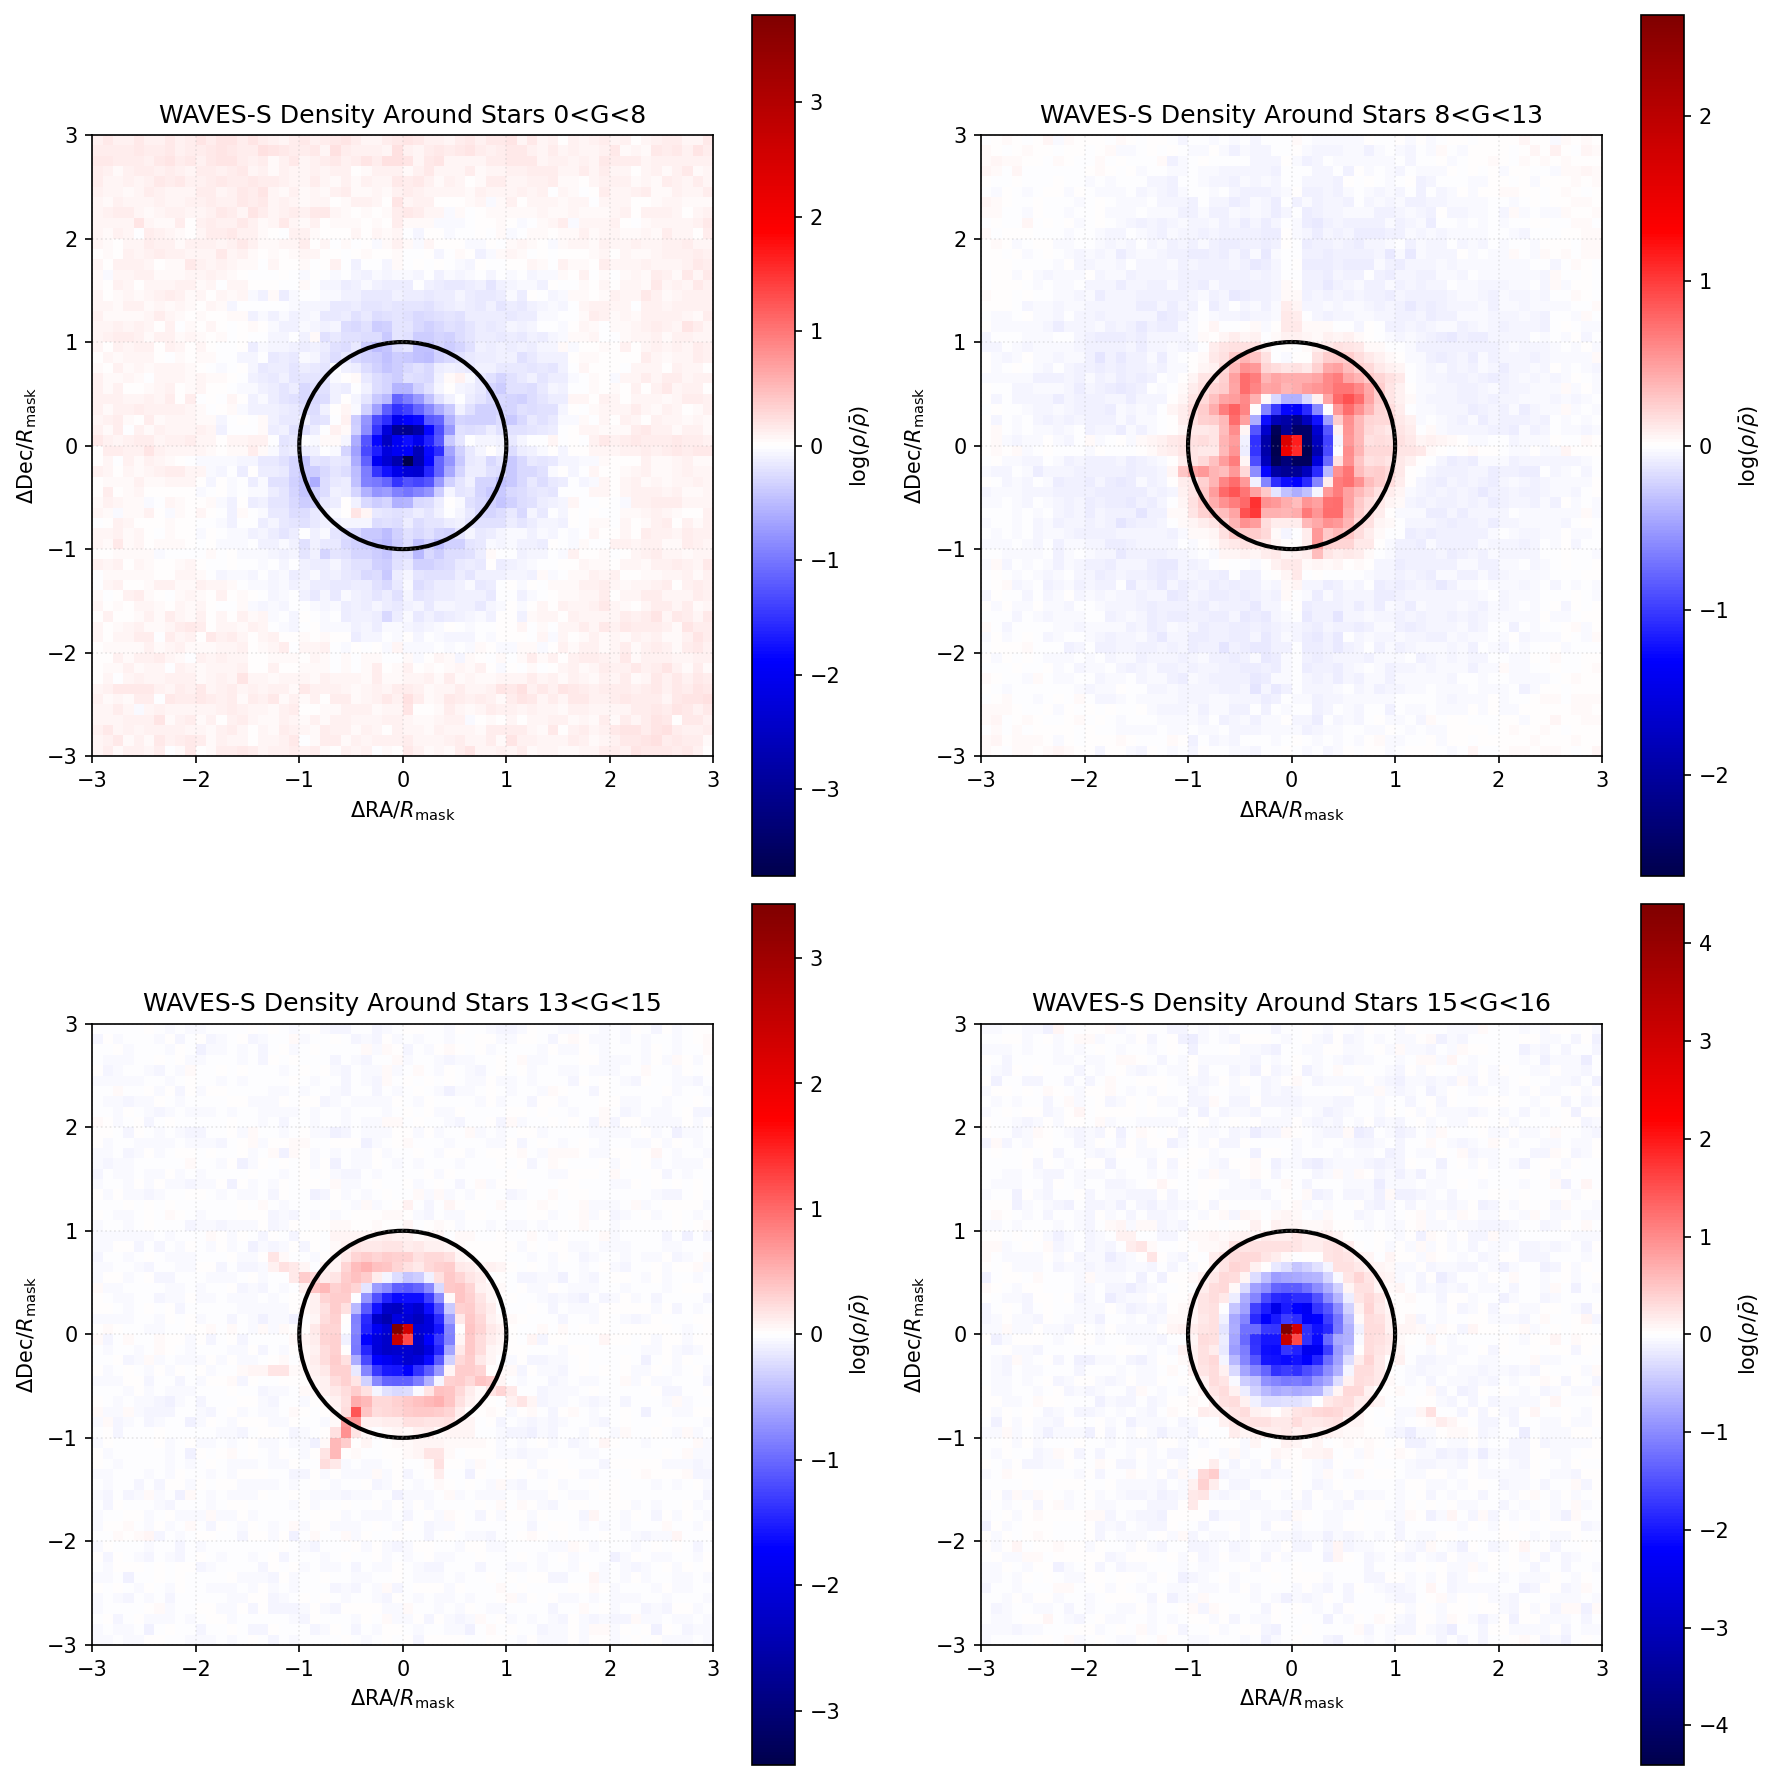 WAVES-S Density Around Stars 0<G<8
3
2
1
0
−1
−2
−3
−3 −2 −1 0 1 2 3
ΔRA/R_mask
ΔDec/R_mask
3
2
1
0
−1
−2
−3
log(ρ/ρ̄)
WAVES-S Density Around Stars 8<G<13
3
2
1
0
−1
−2
−3
−3 −2 −1 0 1 2 3
ΔRA/R_mask
ΔDec/R_mask
2
1
0
−1
−2
log(ρ/ρ̄)
WAVES-S Density Around Stars 13<G<15
3
2
1
0
−1
−2
−3
−3 −2 −1 0 1 2 3
ΔRA/R_mask
ΔDec/R_mask
3
2
1
0
−1
−2
−3
log(ρ/ρ̄)
WAVES-S Density Around Stars 15<G<16
3
2
1
0
−1
−2
−3
−3 −2 −1 0 1 2 3
ΔRA/R_mask
ΔDec/R_mask
4
3
2
1
0
−1
−2
−3
−4
log(ρ/ρ̄)